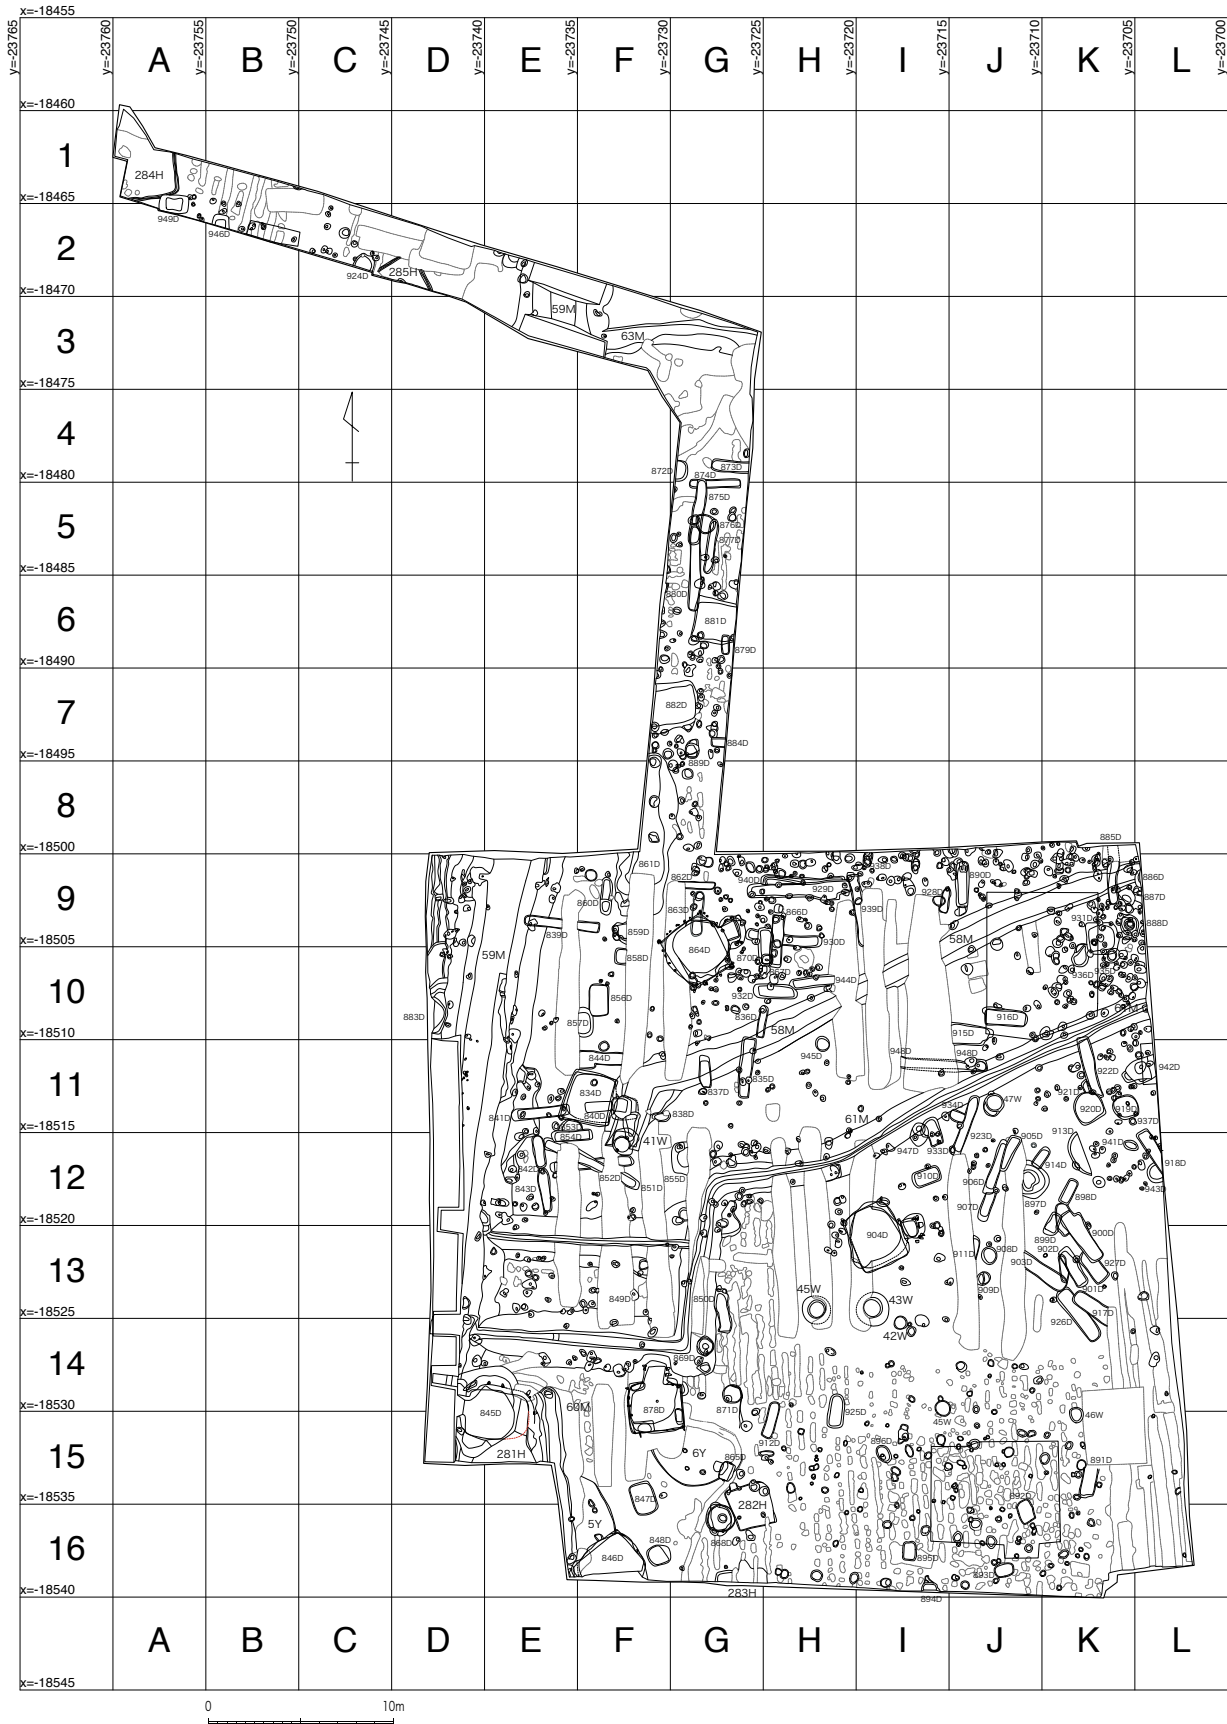 x=-18455
y=-23765
y=-23760
y=-23755
y=-23750
y=-23745
y=-23740
y=-23735
y=-23730
y=-23725
y=-23720
y=-23715
y=-23710
y=-23705
y=-23700
A B C D E F G H I J K L
x=-18460
1
284H
x=-18465
949D
946D
2
924D
285H
x=-18470
59M
3
63M
x=-18475
4
872D
873D
874D
x=-18480
875D
5
876D
877D
x=-18485
880D
6
881D
879D
x=-18490
7
882D
884D
x=-18495
889D
8
x=-18500
885D
861D
938D
862D
940D
929D
890D
886D
9
860D
928D
887D
863D
866D
939D
931D
888D
839D
859D
930D
58M
x=-18505
59M
864D
858D
870D
936D
935D
10
856D
932D
944D
883D
857D
836D
916D
58M
915D
x=-18510
844D
945D
948D
948D
11
834D
837D
835D
922D
942D
921D
840D
838D
934D
47W
920D
919D
841D
61M
937D
x=-18515
853D
854D
41W
923D
905D
913D
941D
947D
933D
12
842D
852D
851D
855D
910D
914D
918D
943D
843D
906D
898D
907D
897D
x=-18520
904D
899D
900D
13
911D
908D
902D
903D
927D
849D
850D
45W
43W
909D
901D
x=-18525
42W
926D
917D
14
869D
x=-18530
845D
60M
878D
871D
925D
45W
46W
15
281H
6Y
912D
896D
865D
891D
x=-18535
847D
282H
892D
5Y
868D
16
846D
848D
895D
893D
x=-18540
283H
894D
A B C D E F G H I J K L
x=-18545
0 10m